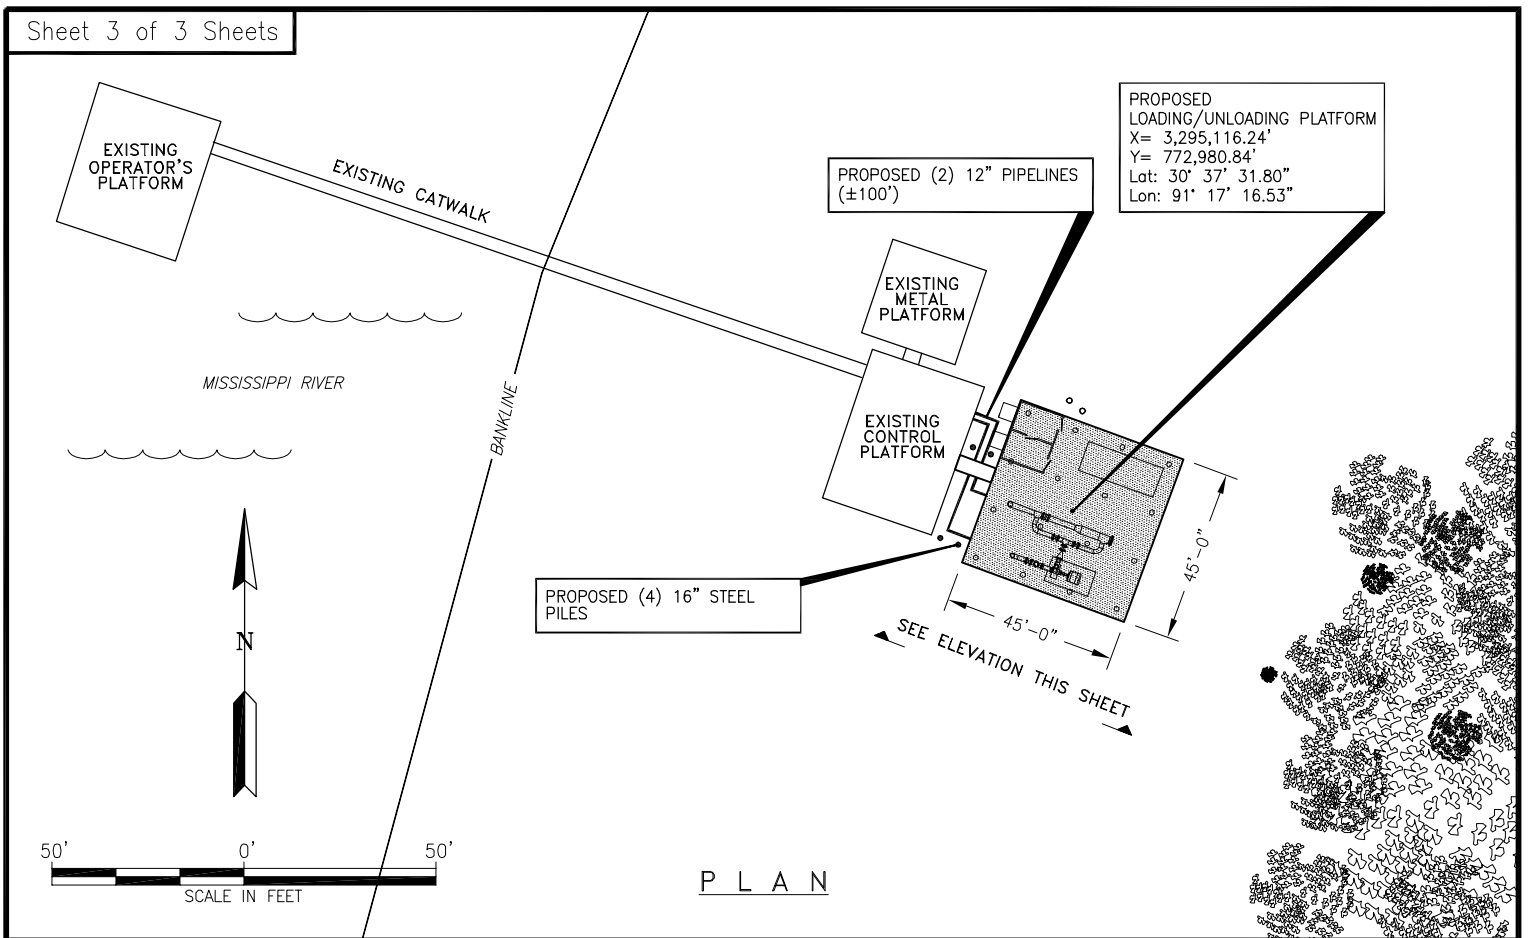 Sheet 3 of 3 Sheets
EXISTING
OPERATOR'S
PLATFORM
EXISTING CATWALK
PROPOSED (2) 12" PIPELINES
(±100')
PROPOSED
LOADING/UNLOADING PLATFORM
X= 3,295,116.24'
Y= 772,980.84'
Lat: 30° 37' 31.80"
Lon: 91° 17' 16.53"
EXISTING
METAL
PLATFORM
MISSISSIPPI RIVER
BANKLINE
EXISTING
CONTROL
PLATFORM
45'-0"
45'-0"
PROPOSED (4) 16" STEEL
PILES
SEE ELEVATION THIS SHEET
N
50'
0'
50'
SCALE IN FEET
PLAN